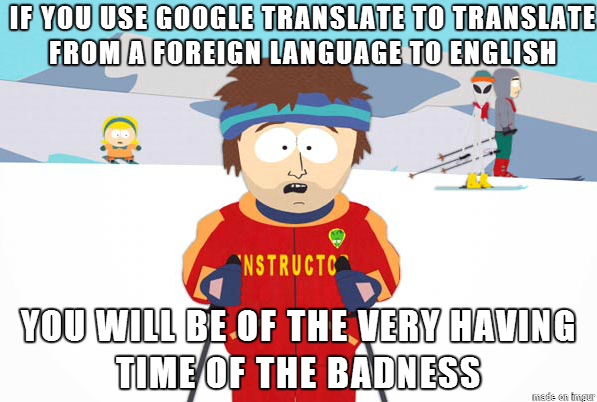 IF YOU USE GOOGLE TRANSLATE TO TRANSLATE
FROM A FOREIGN LANGUAGE TO ENGLISH
INSTRUCTO
YOU WILL BE OF THE VERY HAVING
TIME OF THE BADNESS
made on imgur